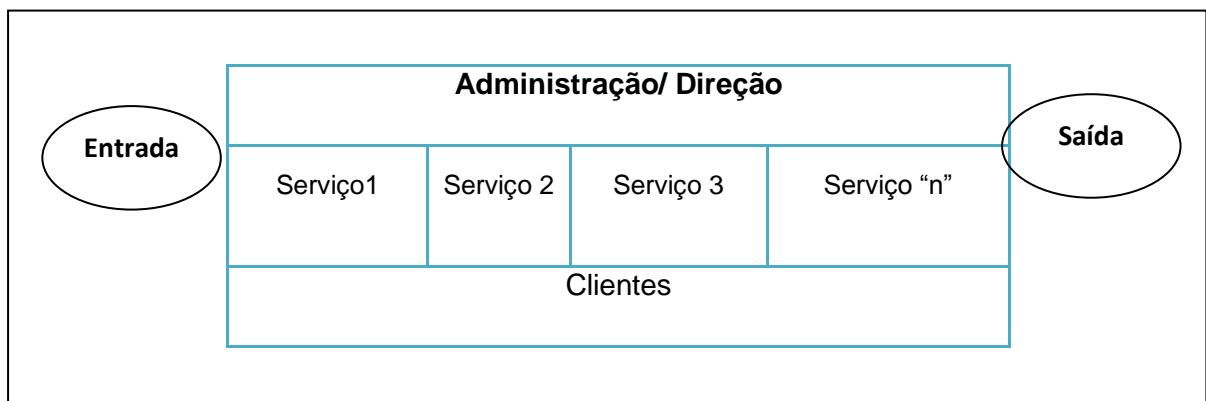 Administração/ Direção
Entrada
Saída
Serviço1
Serviço 2
Serviço 3
Serviço “n”
Clientes